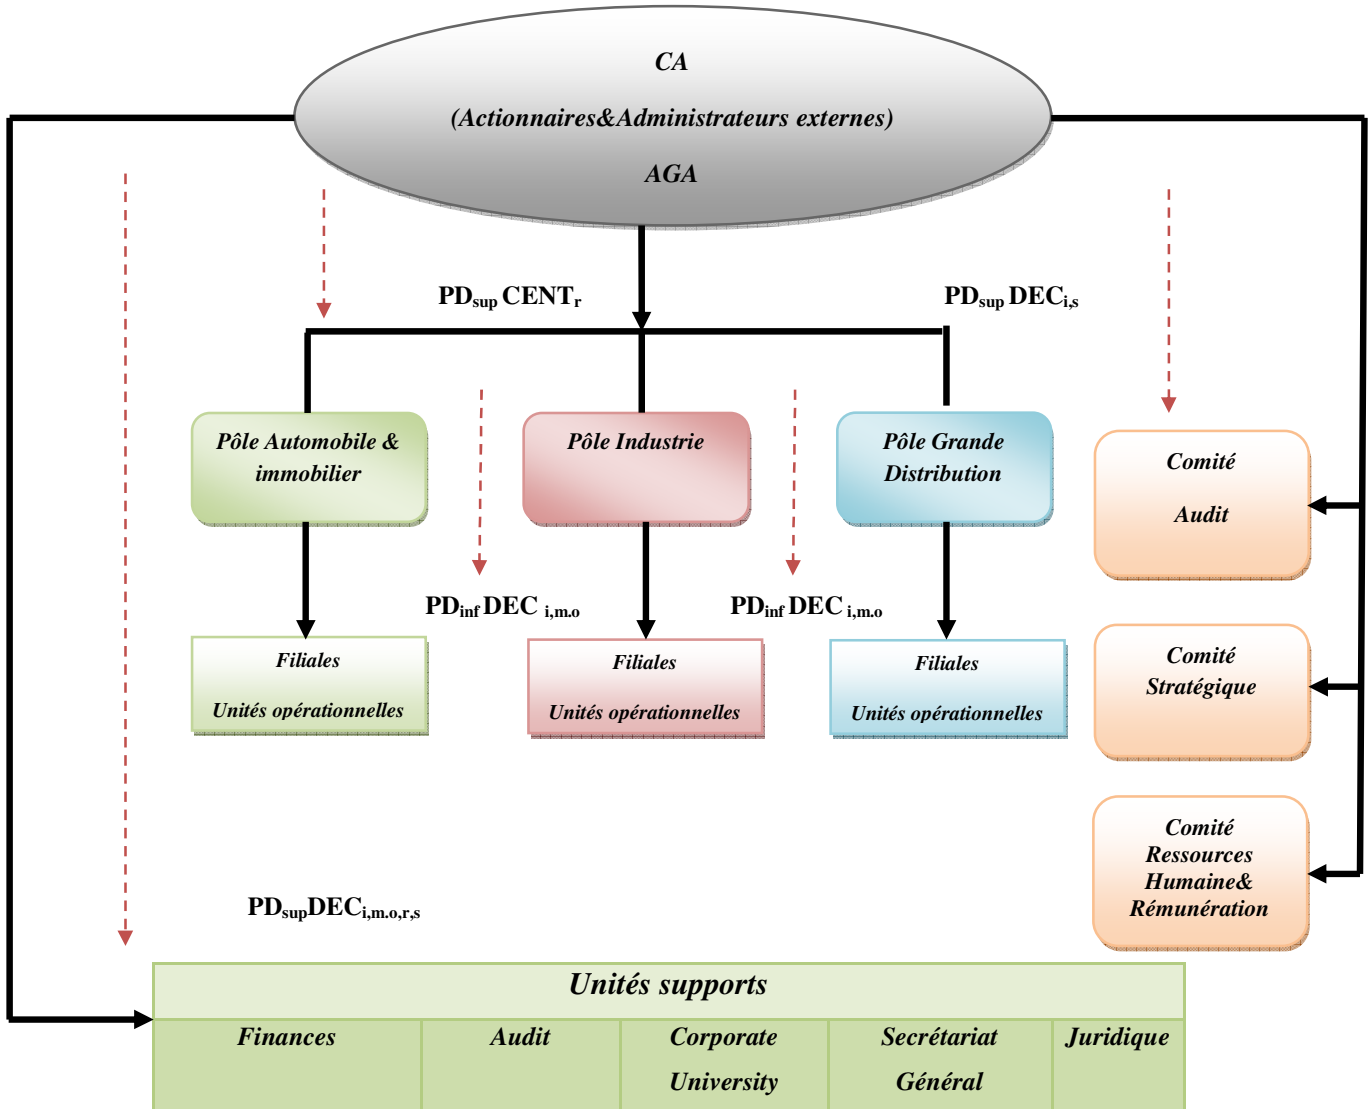 CA
(Actionnaires&Administrateurs externes)
AGA
PDsup CENTr
PDsup DECi,s
Pôle Automobile &
immobilier
Pôle Industrie
Pôle Grande
Distribution
Comité
Audit
PDinf DEC i,m.o
PDinf DEC i,m.o
Filiales
Unités opérationnelles
Filiales
Unités opérationnelles
Filiales
Unités opérationnelles
Comité
Stratégique
Comité
Ressources
Humaine&
Rémunération
PDsupDECi,m.o,r,s
Unités supports
Finances
Audit
Corporate
University
Secrétariat
Général
Juridique